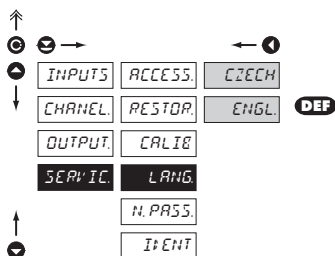 C
INPUTS ACCESS. CZECH
CHANEL. RESTOR. ENGL. DEF
OUTPUT. CALIB
SERVIC. LANG.
N. PASS.
IDENT